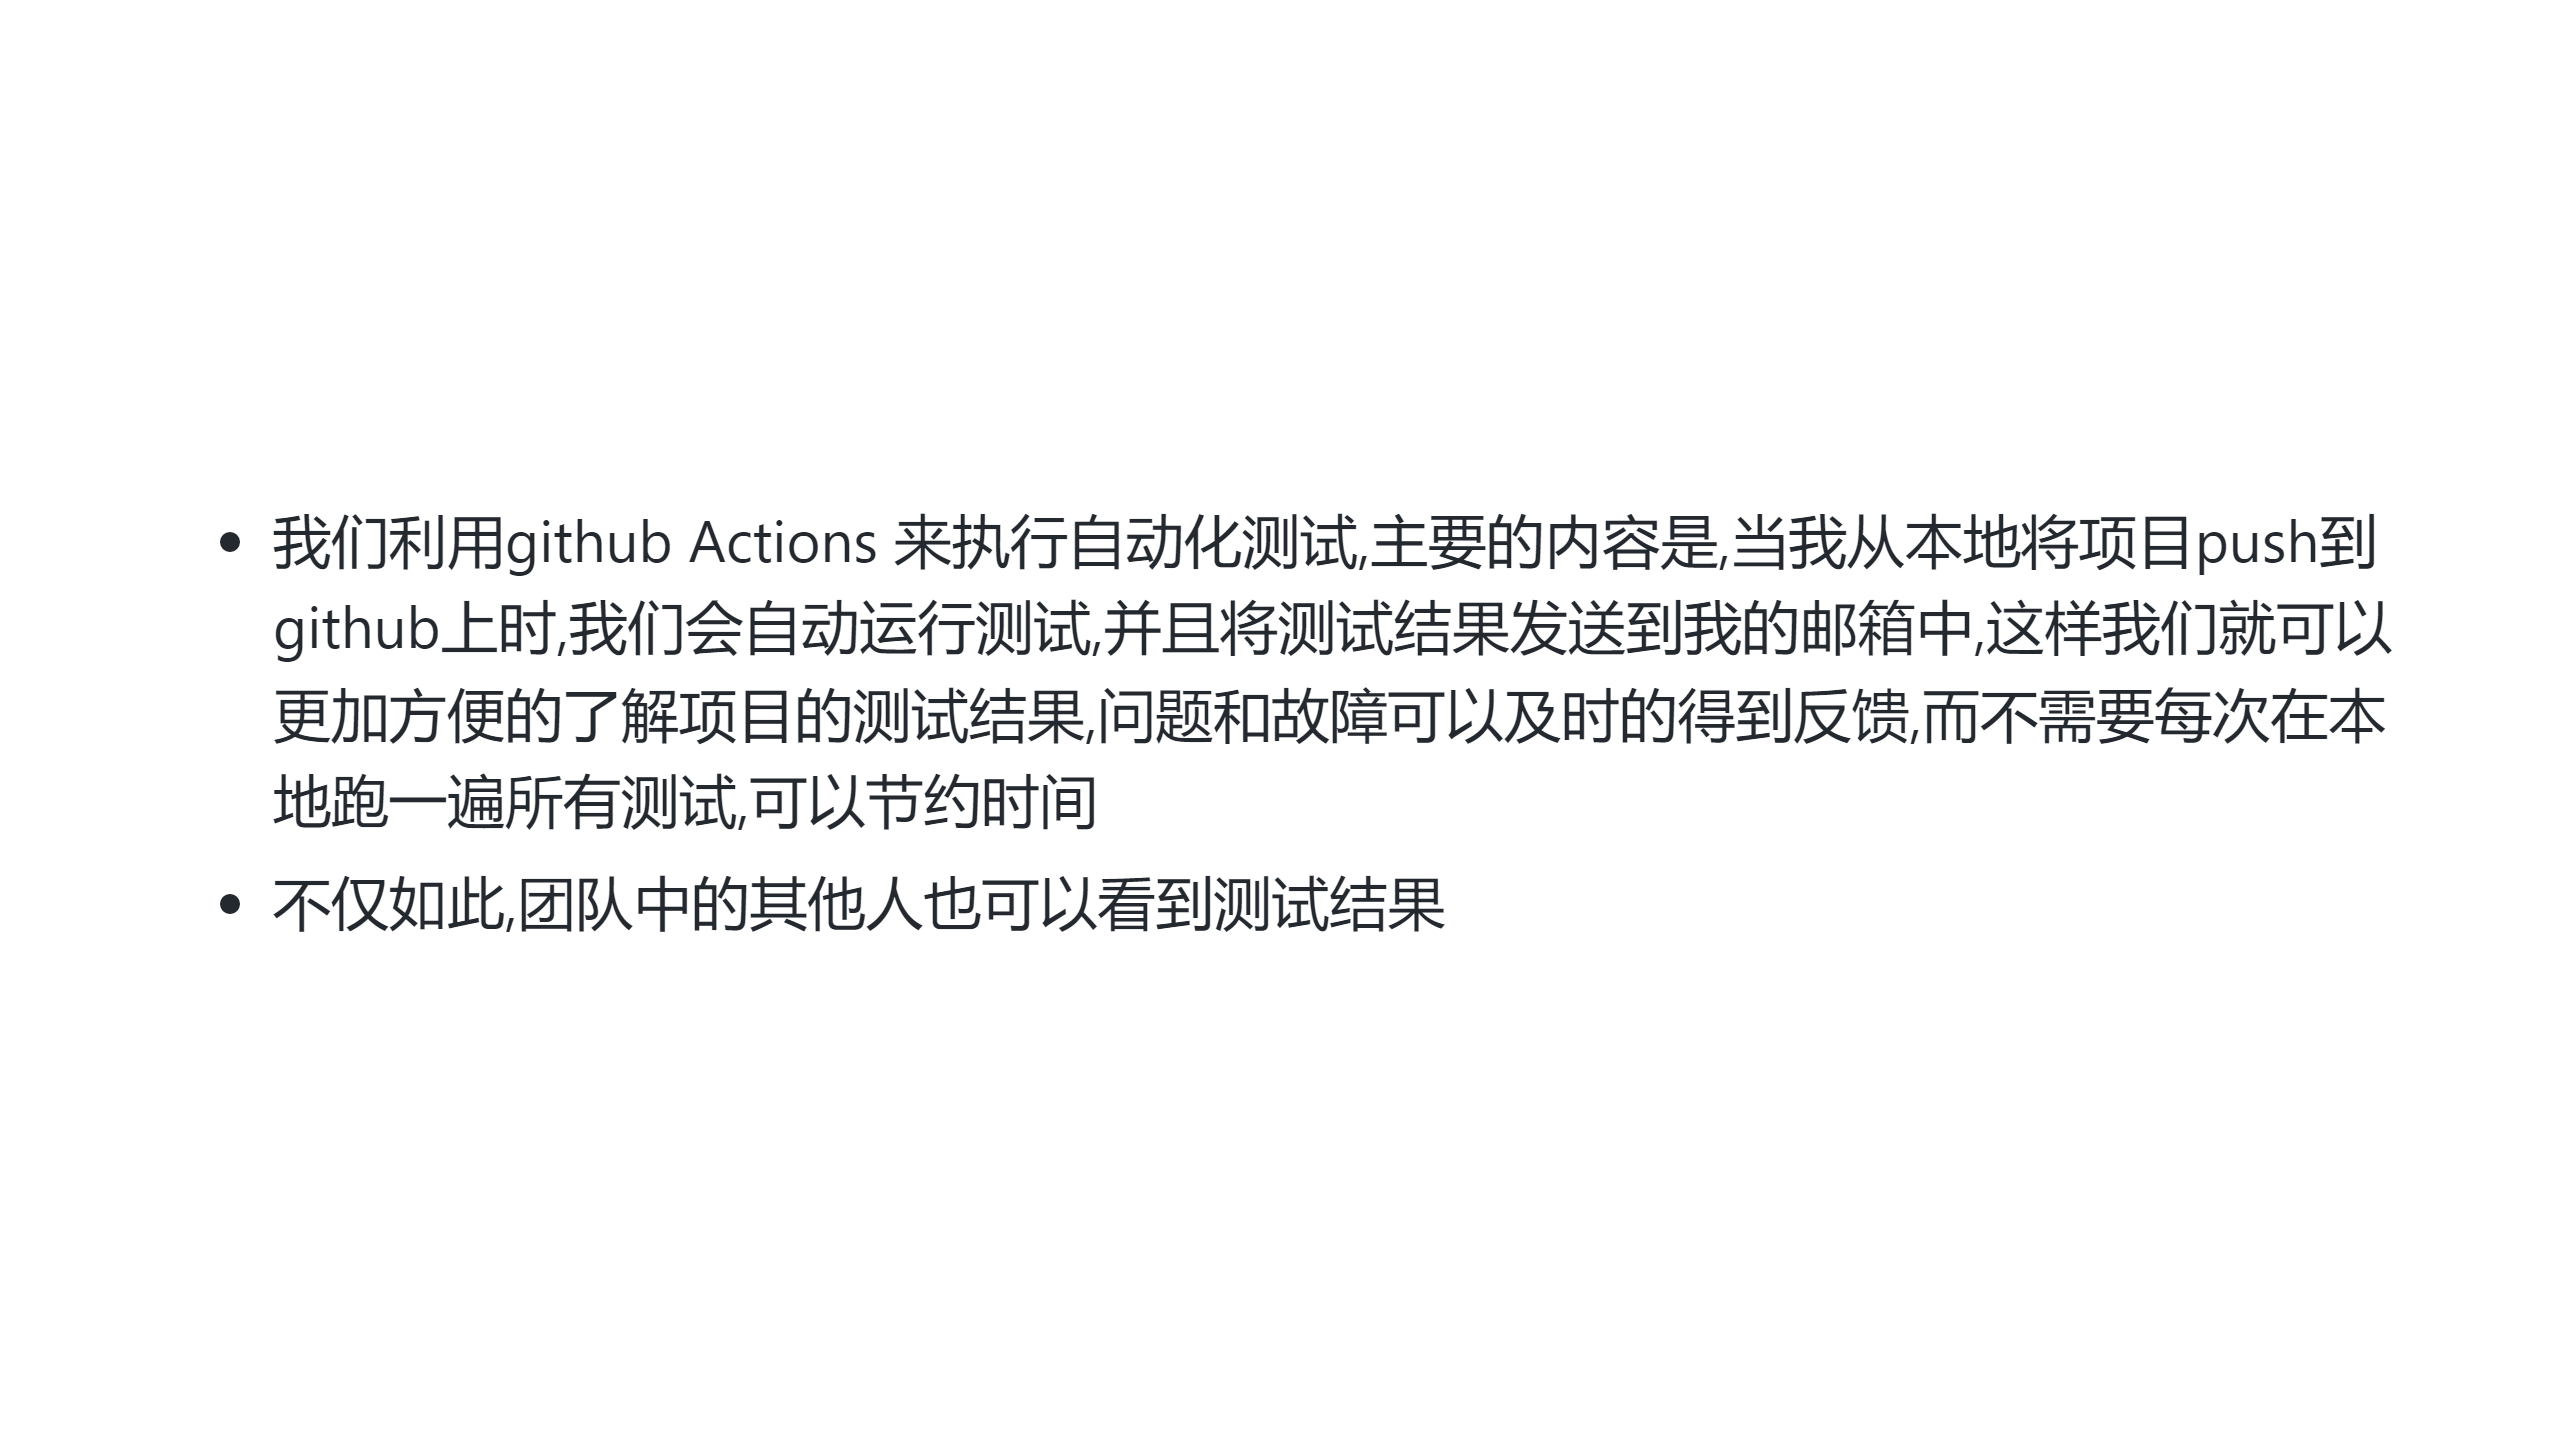 • 我们利用github Actions 来执行自动化测试,主要的内容是,当我从本地将项目push到
github上时,我们会自动运行测试,并且将测试结果发送到我的邮箱中,这样我们就可以
更加方便的了解项目的测试结果,问题和故障可以及时的得到反馈,而不需要每次在本
地跑一遍所有测试,可以节约时间
• 不仅如此,团队中的其他人也可以看到测试结果